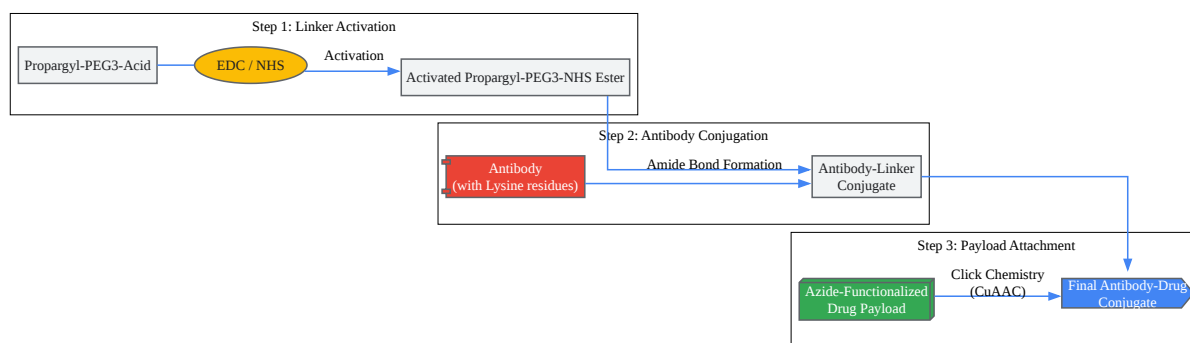 Step 1: Linker Activation
Propargyl-PEG3-Acid
EDC / NHS
Activation
Activated Propargyl-PEG3-NHS Ester
Step 2: Antibody Conjugation
Antibody
(with Lysine residues)
Amide Bond Formation
Antibody-Linker
Conjugate
Step 3: Payload Attachment
Azide-Functionalized
Drug Payload
Click Chemistry
(CuAAC)
Final Antibody-Drug
Conjugate